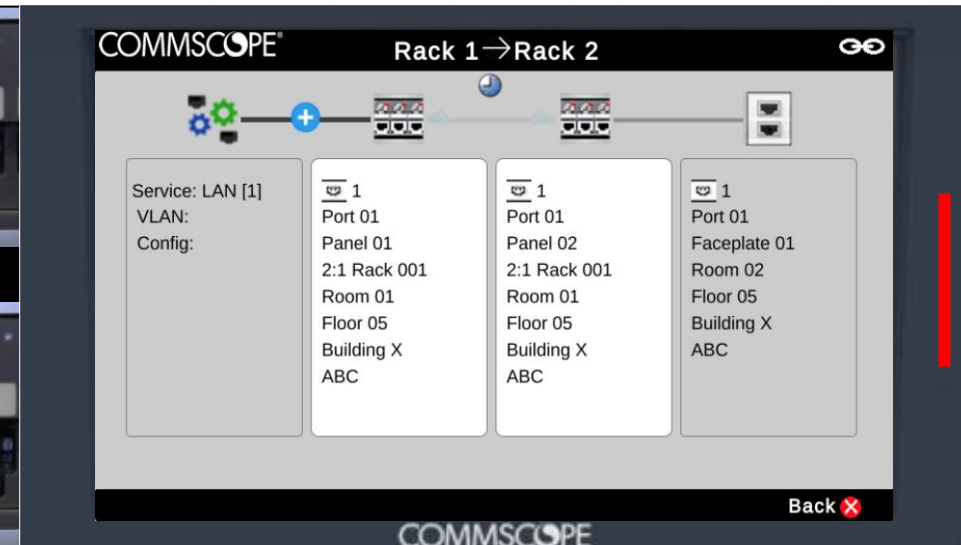 COMMSCOPE®
Rack 1→Rack 2
Service: LAN [1]
VLAN:
Config:
1
Port 01
Panel 01
2:1 Rack 001
Room 01
Floor 05
Building X
ABC
1
Port 01
Panel 02
2:1 Rack 001
Room 01
Floor 05
Building X
ABC
1
Port 01
Faceplate 01
Room 02
Floor 05
Building X
ABC
Back
COMMSCOPE